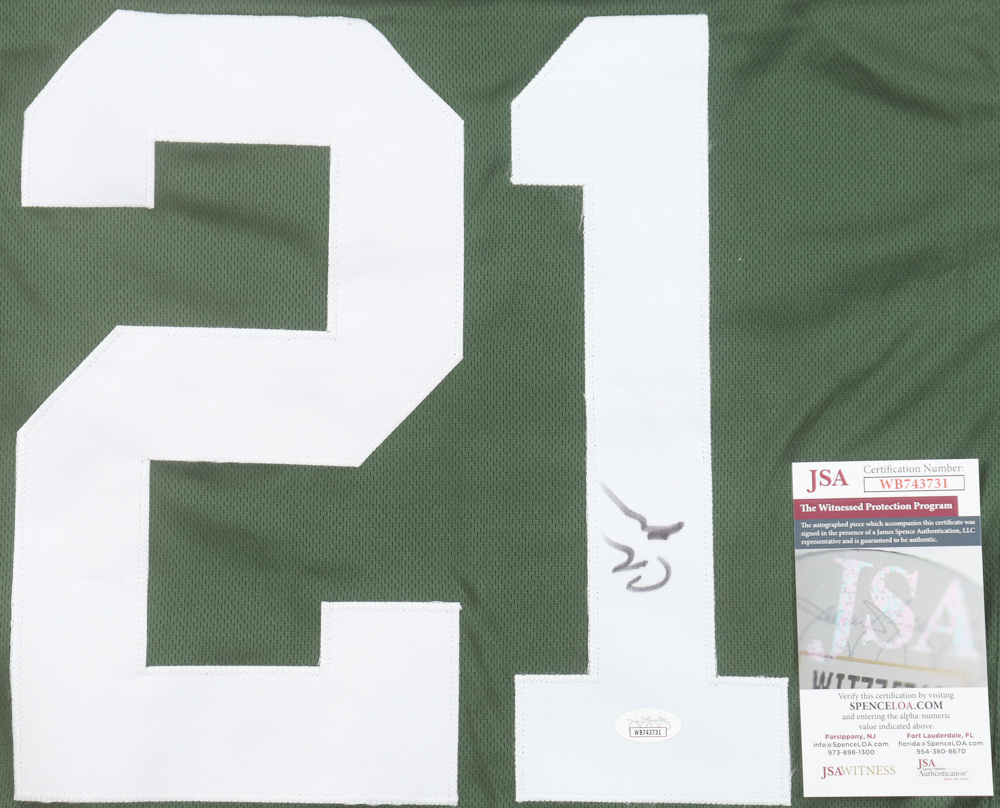 21
WB743731
JSA
Certification Number:
WB743731
The Witnessed Protection Program
The autographed piece which accompanies this certificate was
signed in the presence of a James Spence Authentication, LLC
representative and is guaranteed to be authentic.
JSA
Verify this certification by visiting
SPENCELOA.COM
and entering the alpha-numeric
value indicated above.
Parsippany, NJ
info@SpenceLOA.com
973-898-1300
Fort Lauderdale, FL
florida@SpenceLOA.com
954-380-8670
JSAWITNESS
JSA
Authentication